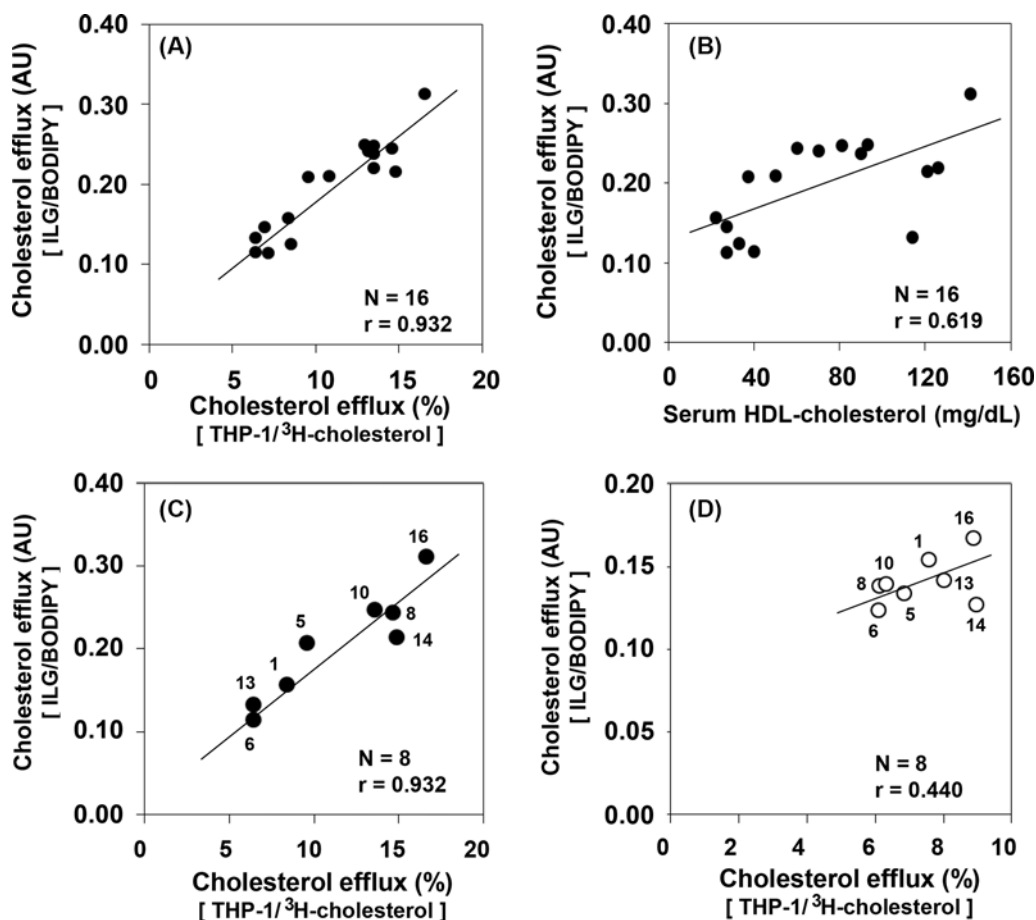 (A)
Cholesterol efflux (AU)
[ ILG/BODIPY ]
0.40
0.30
0.20
0.10
0.00
N = 16
r = 0.932
0
5
10
15
20
Cholesterol efflux (%)
[ THP-1/ ³H-cholesterol ]
(B)
Cholesterol efflux (AU)
[ ILG/BODIPY ]
0.40
0.30
0.20
0.10
0.00
N = 16
r = 0.619
0
40
80
120
160
Serum HDL-cholesterol (mg/dL)
(C)
Cholesterol efflux (AU)
[ ILG/BODIPY ]
0.40
0.30
0.20
0.10
0.00
16
10
8
5
14
1
13
6
N = 8
r = 0.932
0
5
10
15
20
Cholesterol efflux (%)
[ THP-1/ ³H-cholesterol ]
(D)
Cholesterol efflux (AU)
[ ILG/BODIPY ]
0.20
0.15
0.10
0.05
0.00
16
1
10
8
13
5
6
14
N = 8
r = 0.440
0
2
4
6
8
10
Cholesterol efflux (%)
[ THP-1/ ³H-cholesterol ]